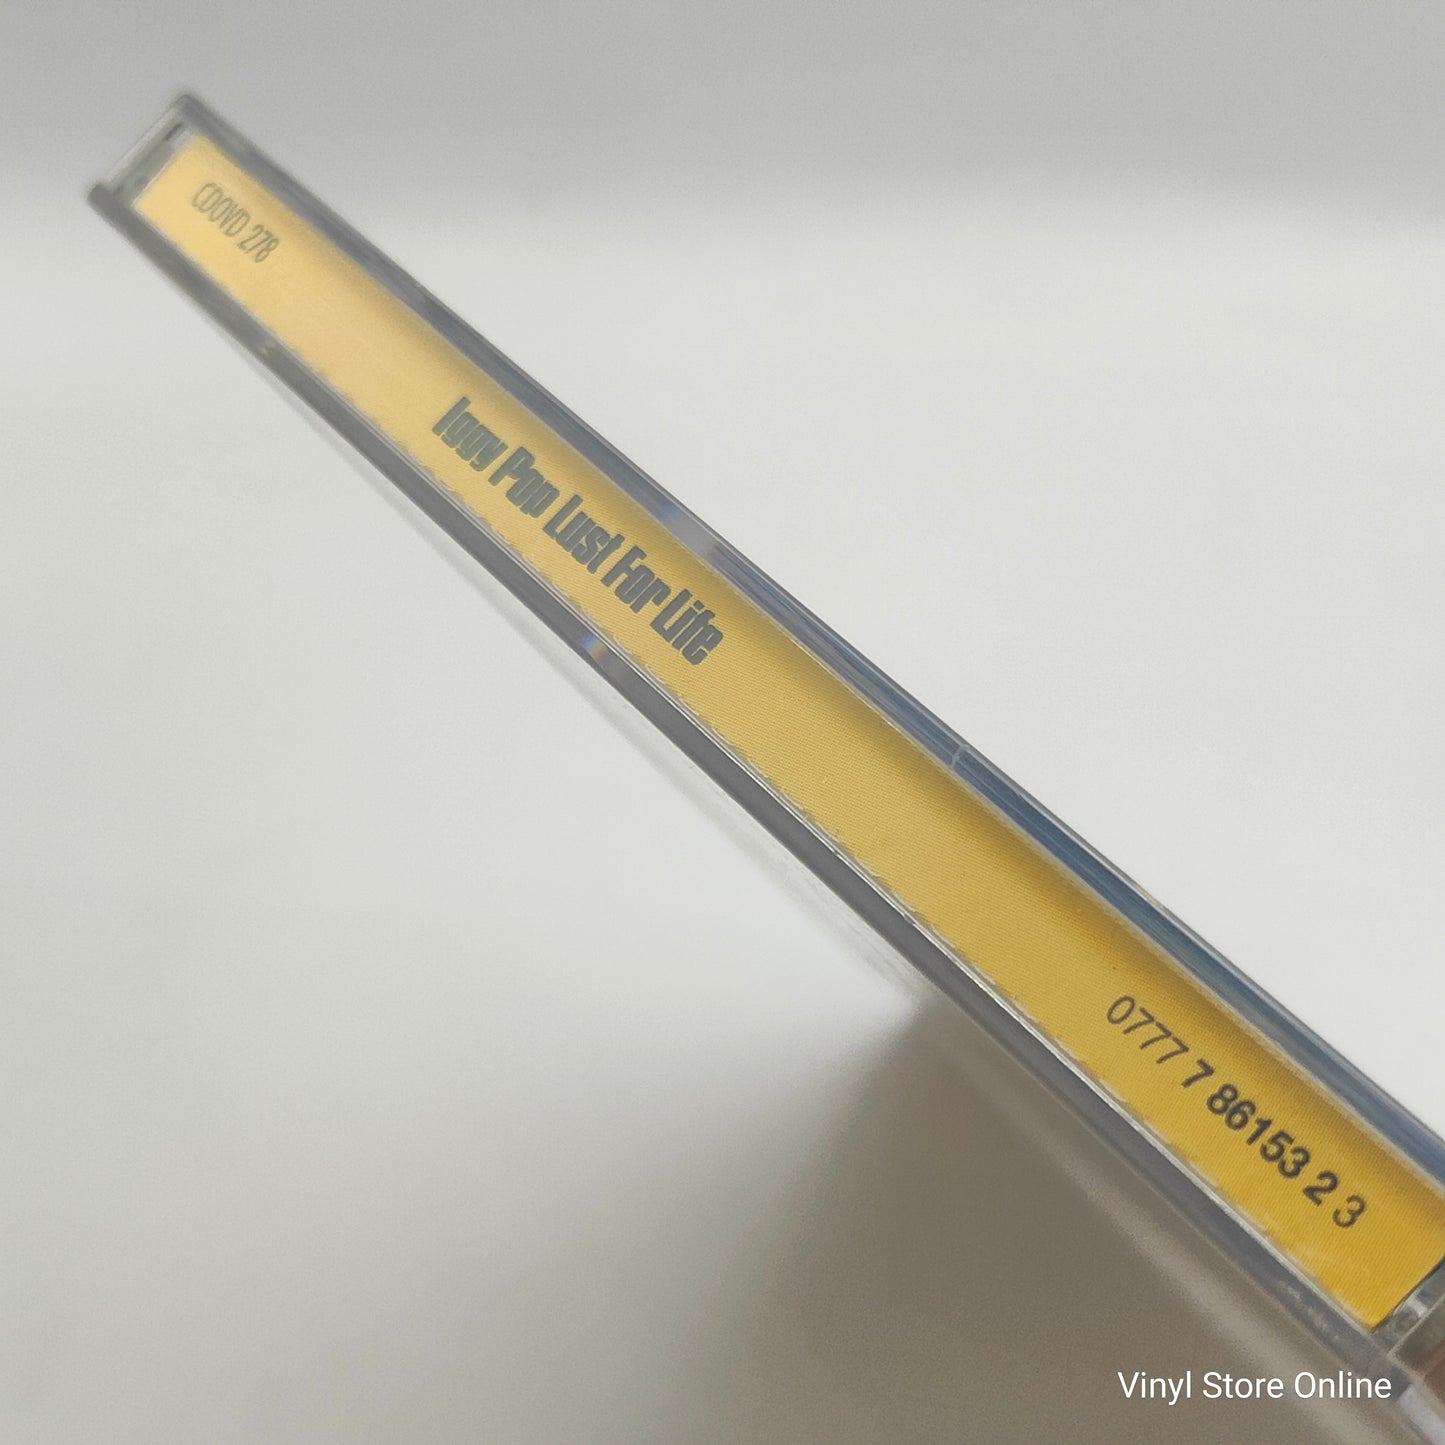 CDOVD 278
Iggy Pop Lust For Life
0777 7 86153 2 3
Vinyl Store Online